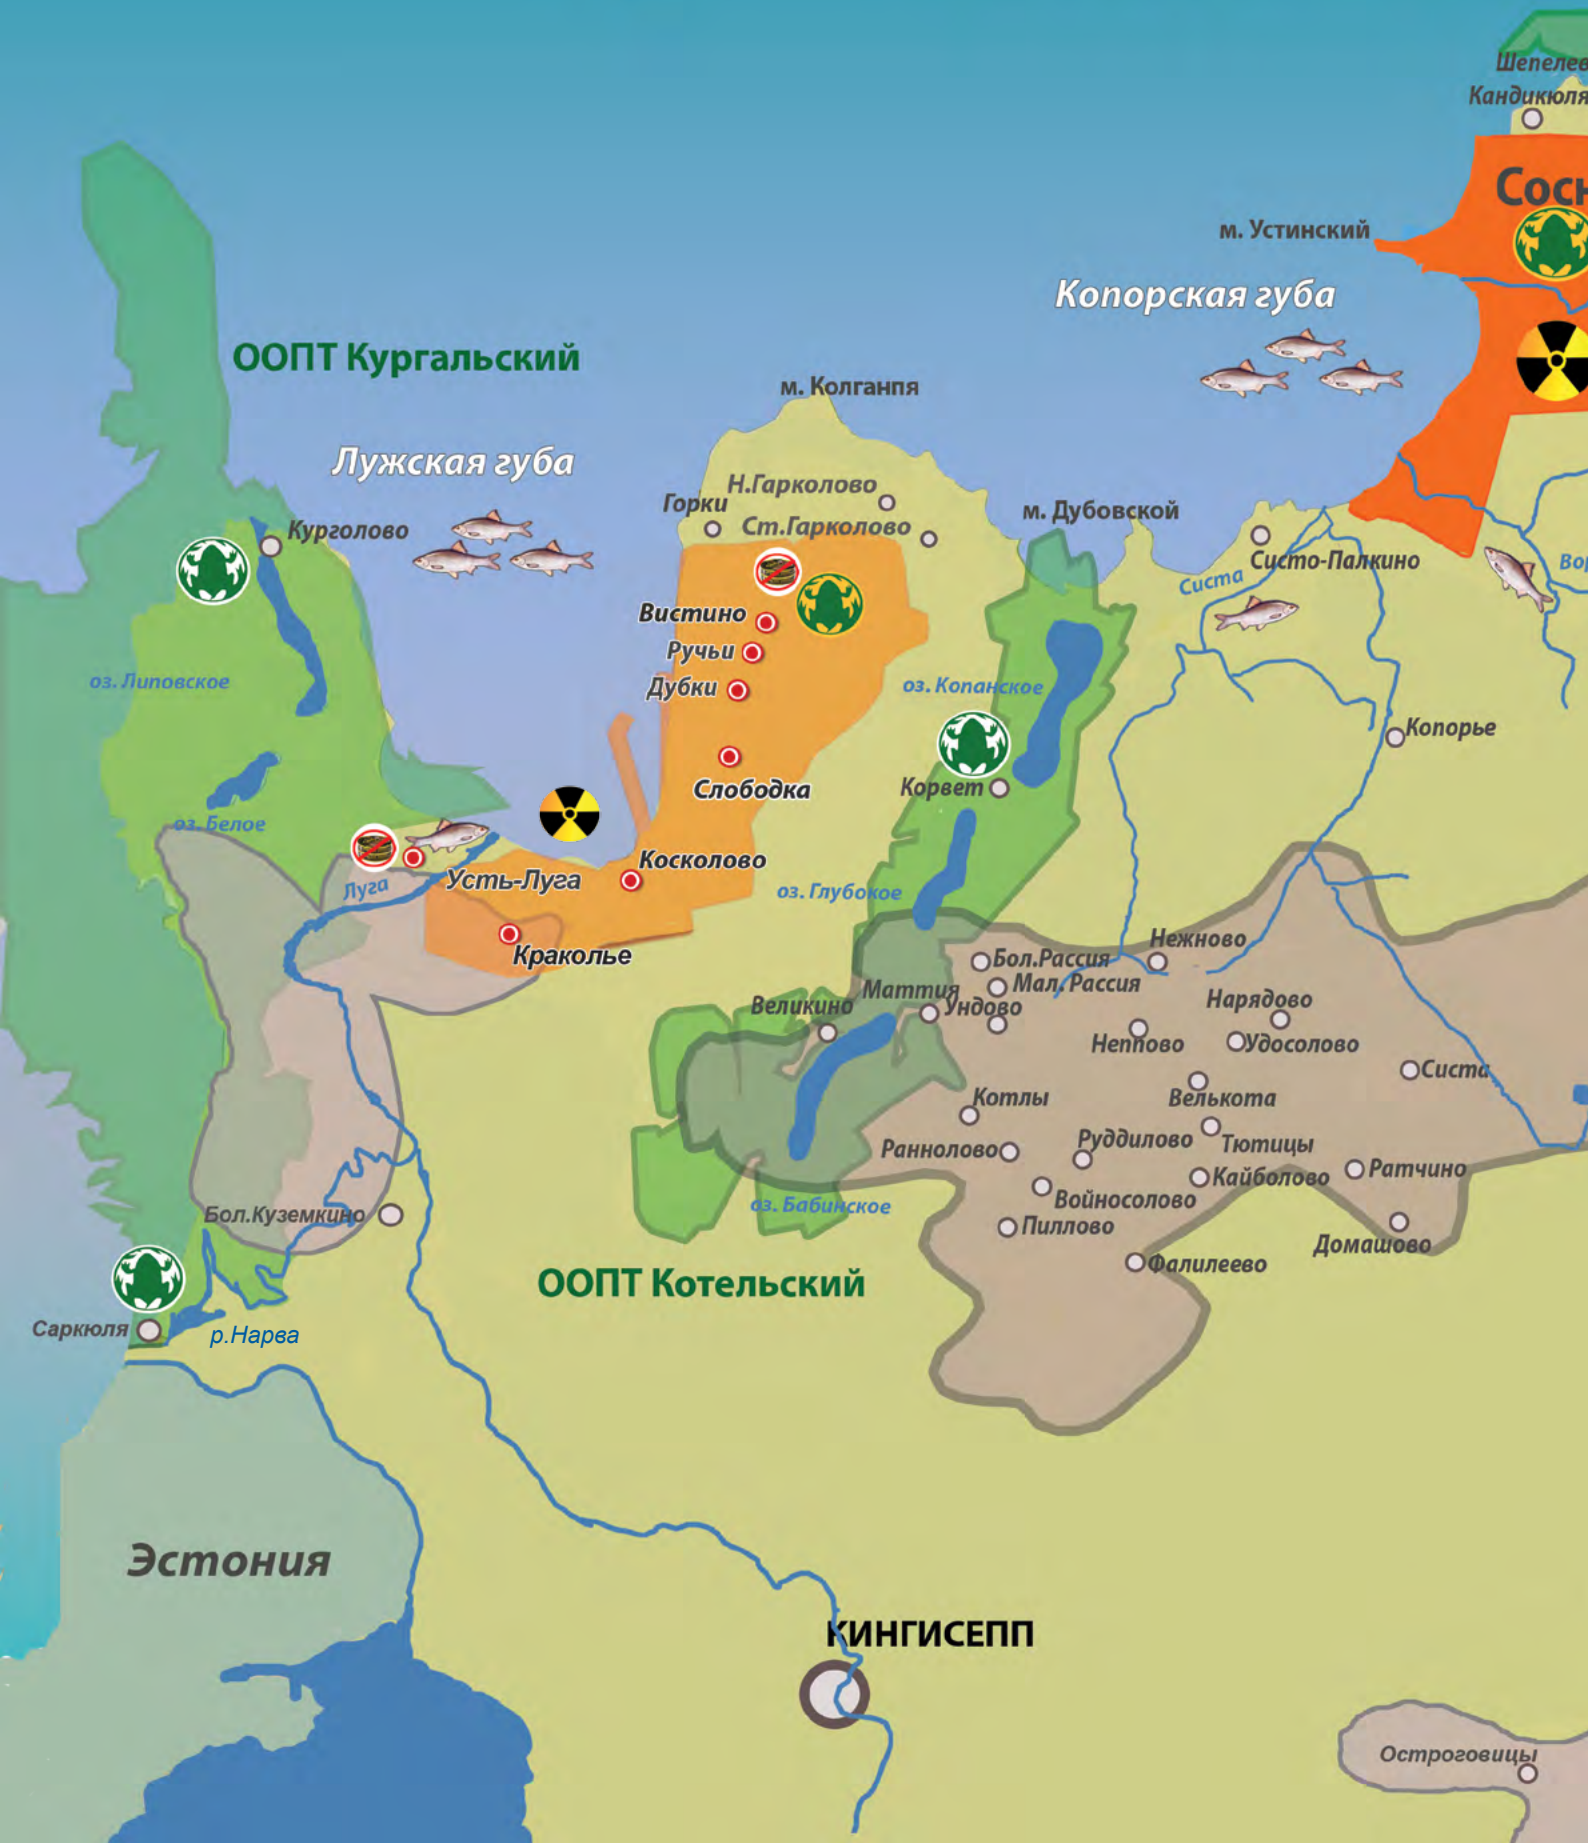 Шепелев
Кандикюля
Сосн
м. Устинский
Копорская губа
ООПТ Кургальский
м. Колганпя
Лужская губа
Н.Гарколово
Горки
Ст.Гарколово
м. Дубовской
Курголово
Систо-Палкино
Вор
Систа
Вистино
Ручьи
Дубки
оз. Липовское
оз. Копанское
Копорье
Слободка
Корвет
оз. Белое
Косколово
Усть-Луга
Луга
оз. Глубокое
Краколье
Нежново
Бол.Рассия
Мал. Рассия
Маттия
Великино
Ундово
Нарядово
Неппово
Удосолово
Систа
Котлы
Велькота
Руддилово
Тютицы
Раннолово
Ратчино
Кайболово
Войносолово
оз. Бабинское
Бол.Куземкино
Пиллово
Домашово
Фалилеево
ООПТ Котельский
Саркюля
р.Нарва
Эстония
КИНГИСЕПП
Остроговицы